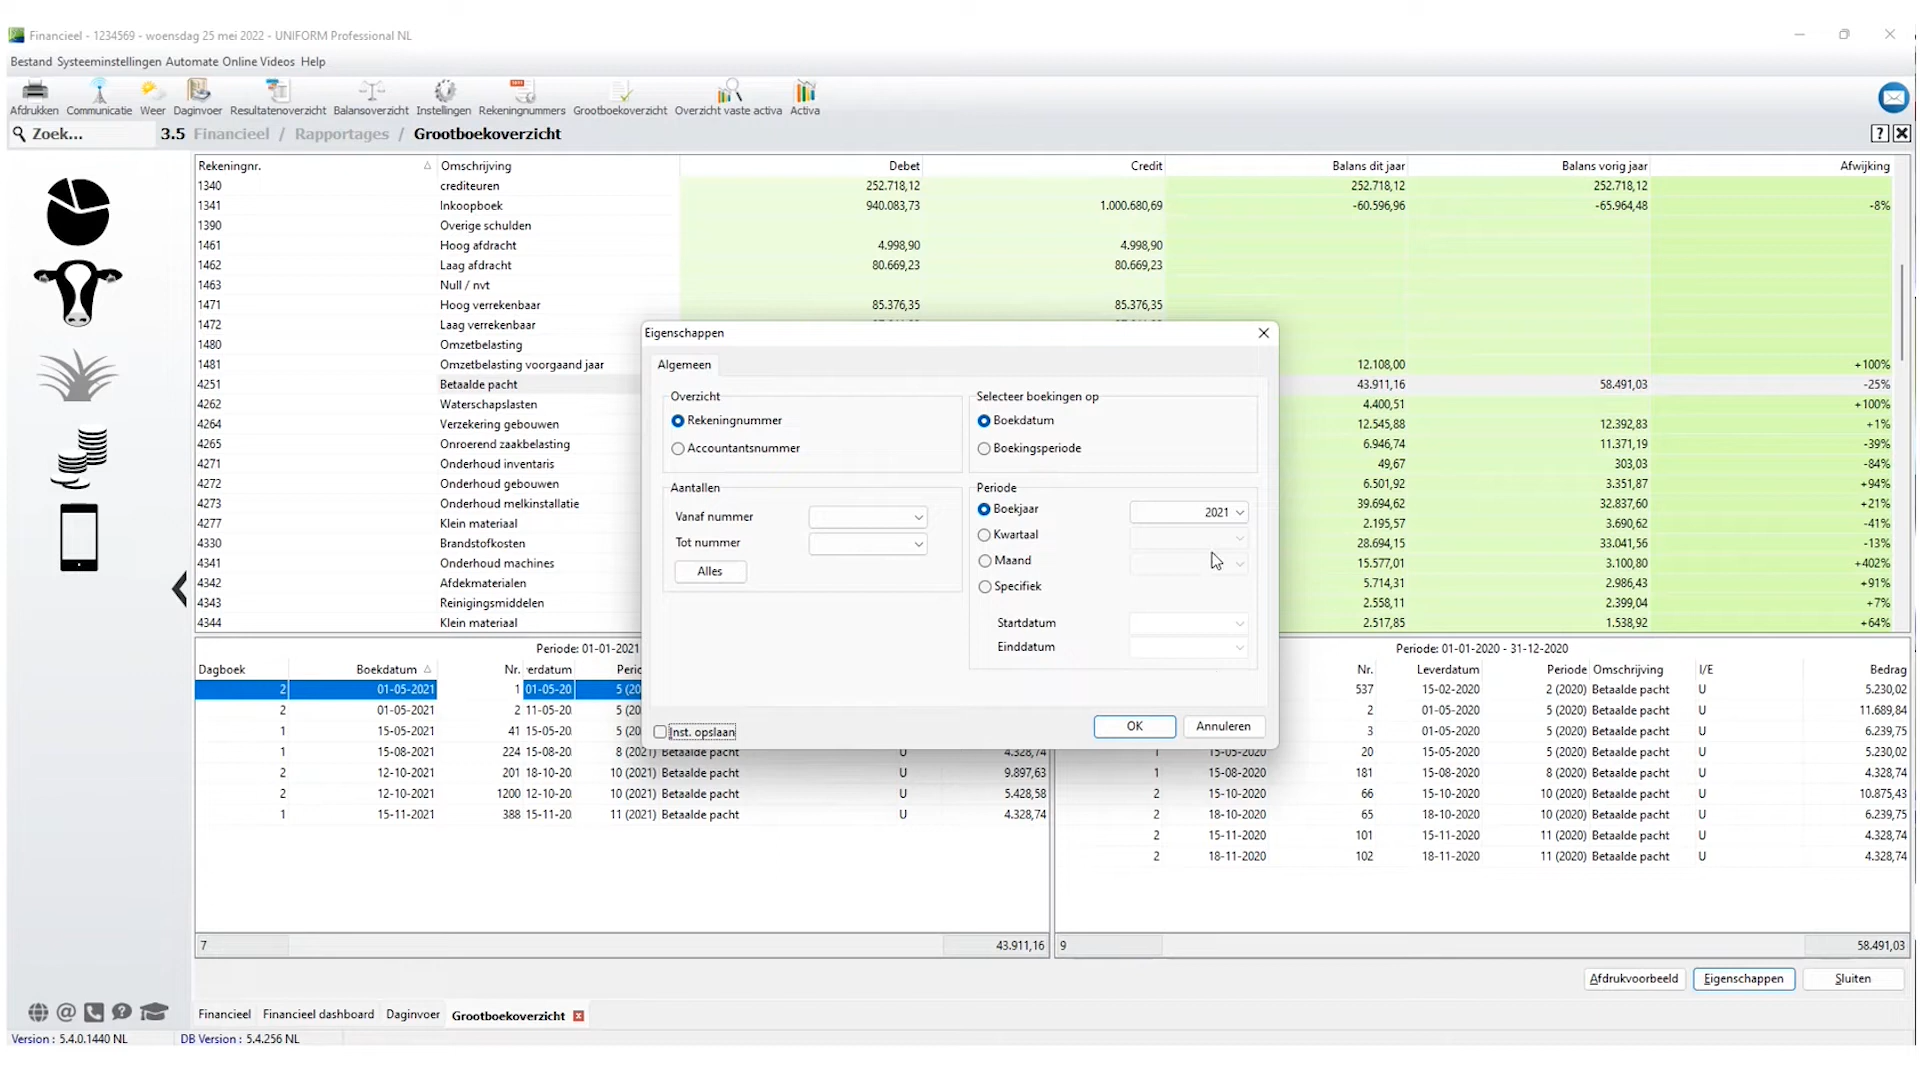 Financieel - 1234569 - woensdag 25 mei 2022 - UNIFORM Professional NL
Bestand Systeeminstellingen Automate Online Videos Help
Afdrukken Communicatie Weer Daginvoer Resultatenoverzicht Balansoverzicht Instellingen Rekeningnummers Grootboekoverzicht Overzicht vaste activa Activa
Zoek... 3.5 Financieel / Rapportages / Grootboekoverzicht
Rekeningnr. Omschrijving Debet Credit Balans dit jaar Balans vorig jaar Afwijking
1340 crediteuren 252.718,12 252.718,12 252.718,12
1341 Inkoopboek 940.083,73 1.000.680,69 -60.596,96 -65.964,48 -8%
1390 Overige schulden
1461 Hoog afdracht 4.998,90 4.998,90
1462 Laag afdracht 80.669,23 80.669,23
1463 Null / nvt
1471 Hoog verrekenbaar 85.376,35 85.376,35
1472 Laag verrekenbaar
1480 Omzetbelasting
1481 Omzetbelasting voorgaand jaar 12.108,00 +100%
4251 Betaalde pacht 43.911,16 58.491,03 -25%
4262 Waterschapslasten 4.400,51 +100%
4264 Verzekering gebouwen 12.545,88 12.392,83 +1%
4265 Onroerend zaakbelasting 6.946,74 11.371,19 -39%
4271 Onderhoud inventaris 49,67 303,03 -84%
4272 Onderhoud gebouwen 6.501,92 3.351,87 +94%
4273 Onderhoud melkinstallatie 39.694,62 32.837,60 +21%
4277 Klein materiaal 2.195,57 3.690,62 -41%
4330 Brandstofkosten 28.694,15 33.041,56 -13%
4341 Onderhoud machines 15.577,01 3.100,80 +402%
4342 Afdekmaterialen 5.714,31 2.986,43 +91%
4343 Reinigingsmiddelen 2.558,11 2.399,04 +7%
4344 Klein materiaal 2.517,85 1.538,92 +64%
Eigenschappen
Algemeen
Overzicht
Rekeningnummer
Accountantsnummer
Selecteer boekingen op
Boekdatum
Boekingsperiode
Aantallen
Vanaf nummer
Tot nummer
Alles
Periode
Boekjaar 2021
Kwartaal
Maand
Specifiek
Startdatum
Einddatum
Inst. opslaan OK Annuleren
Periode: 01-01-2021
Dagboek Boekdatum Nr. verdatum Peric
2 01-05-2021 1 01-05-20 5 (20
2 01-05-2021 2 11-05-20 5 (20
1 15-05-2021 41 15-05-20 5 (20
1 15-08-2021 224 15-08-20 8 (2021) Betaalde pacht U 4.328,74
2 12-10-2021 201 18-10-20 10 (2021) Betaalde pacht U 9.897,63
2 12-10-2021 1200 12-10-20 10 (2021) Betaalde pacht U 5.428,58
1 15-11-2021 388 15-11-20 11 (2021) Betaalde pacht U 4.328,74
7 43.911,16
Periode: 01-01-2020 - 31-12-2020
Nr. Leverdatum Periode Omschrijving I/E Bedrag
537 15-02-2020 2 (2020) Betaalde pacht U 5.230,02
2 01-05-2020 5 (2020) Betaalde pacht U 11.689,84
3 01-05-2020 5 (2020) Betaalde pacht U 6.239,75
1 15-05-2020 20 15-05-2020 5 (2020) Betaalde pacht U 5.230,02
1 15-08-2020 181 15-08-2020 8 (2020) Betaalde pacht U 4.328,74
2 15-10-2020 66 15-10-2020 10 (2020) Betaalde pacht U 10.875,43
2 18-10-2020 65 18-10-2020 10 (2020) Betaalde pacht U 6.239,75
2 15-11-2020 101 15-11-2020 11 (2020) Betaalde pacht U 4.328,74
2 18-11-2020 102 18-11-2020 11 (2020) Betaalde pacht U 4.328,74
9 58.491,03
Afdrukvoorbeeld Eigenschappen Sluiten
Financieel Financieel dashboard Daginvoer Grootboekoverzicht
Version : 5.4.0.1440 NL DB Version : 5.4.256 NL